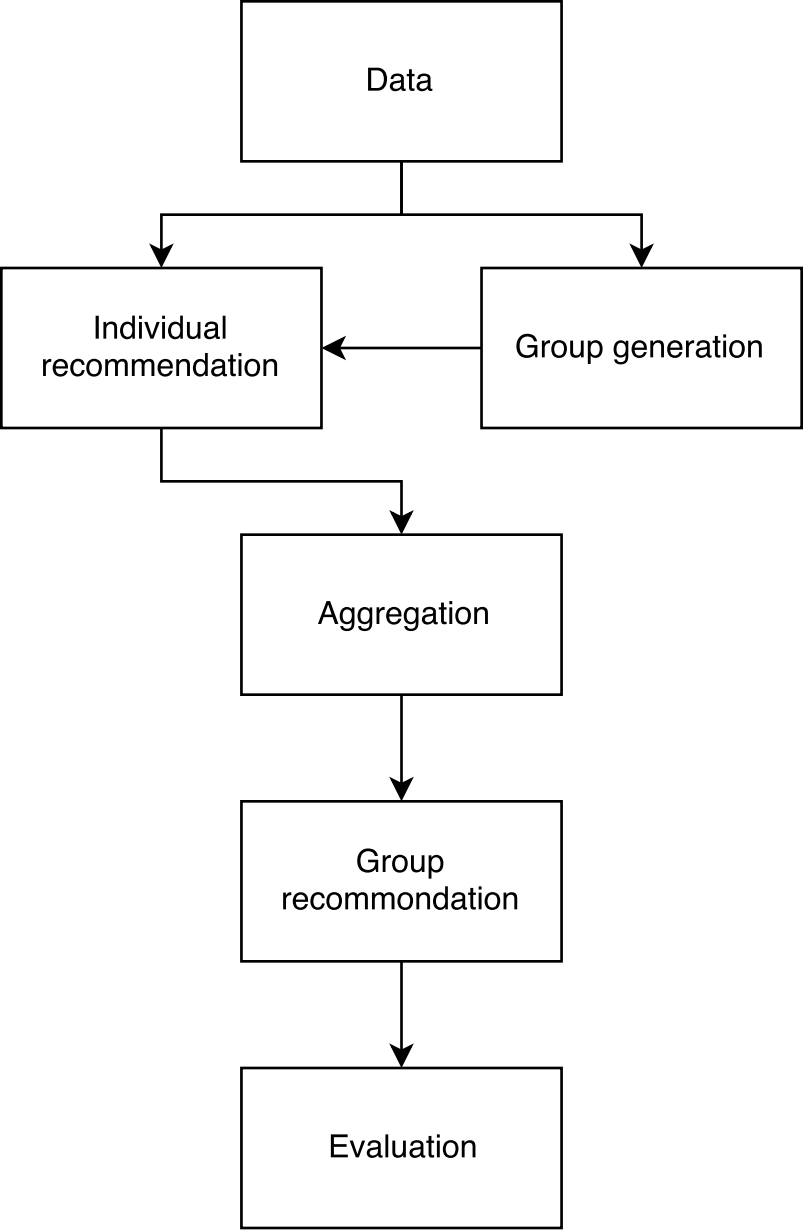 Data
Individual
recommendation
Group generation
Aggregation
Group
recommondation
Evaluation